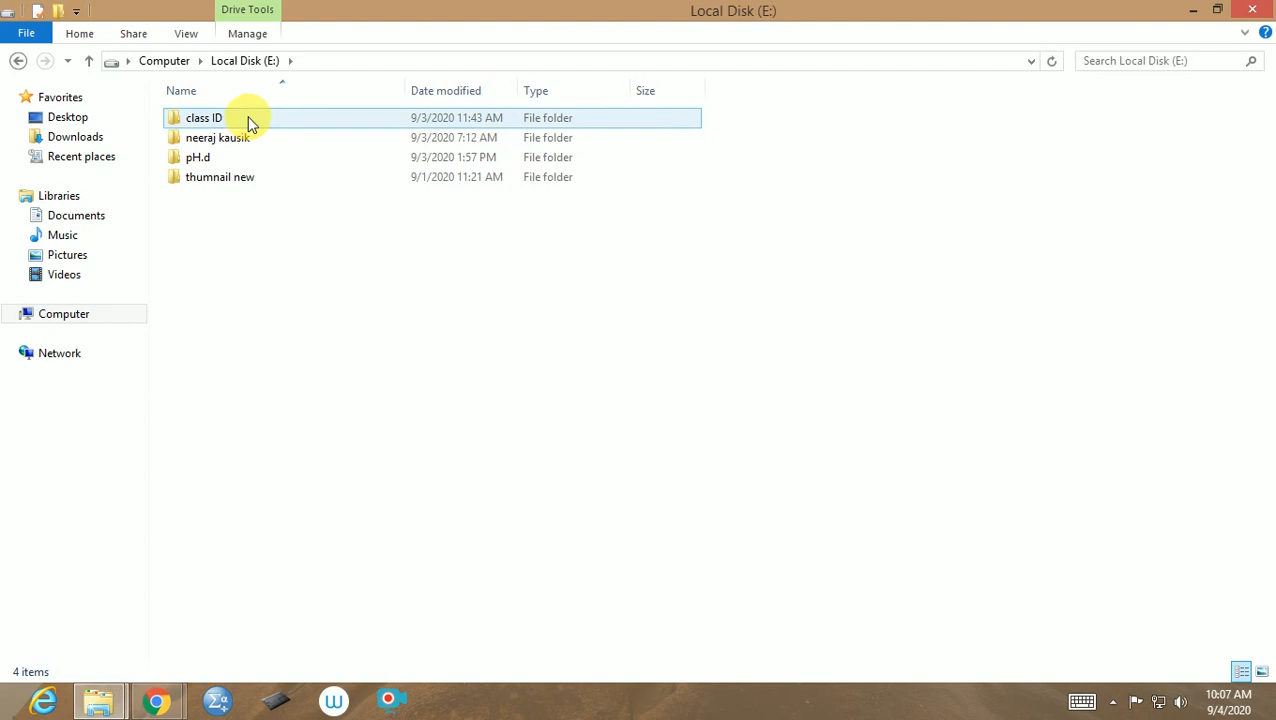 Drive Tools
Local Disk (E:)
File Home Share View Manage
Computer Local Disk (E:)
Search Local Disk (E:)
Name Date modified Type Size
Favorites
Desktop
Downloads
Recent places
Libraries
Documents
Music
Pictures
Videos
Computer
Network
class ID 9/3/2020 11:43 AM File folder
neeraj kausik 9/3/2020 7:12 AM File folder
pH.d 9/3/2020 1:57 PM File folder
thumnail new 9/1/2020 11:21 AM File folder
4 items
10:07 AM
9/4/2020